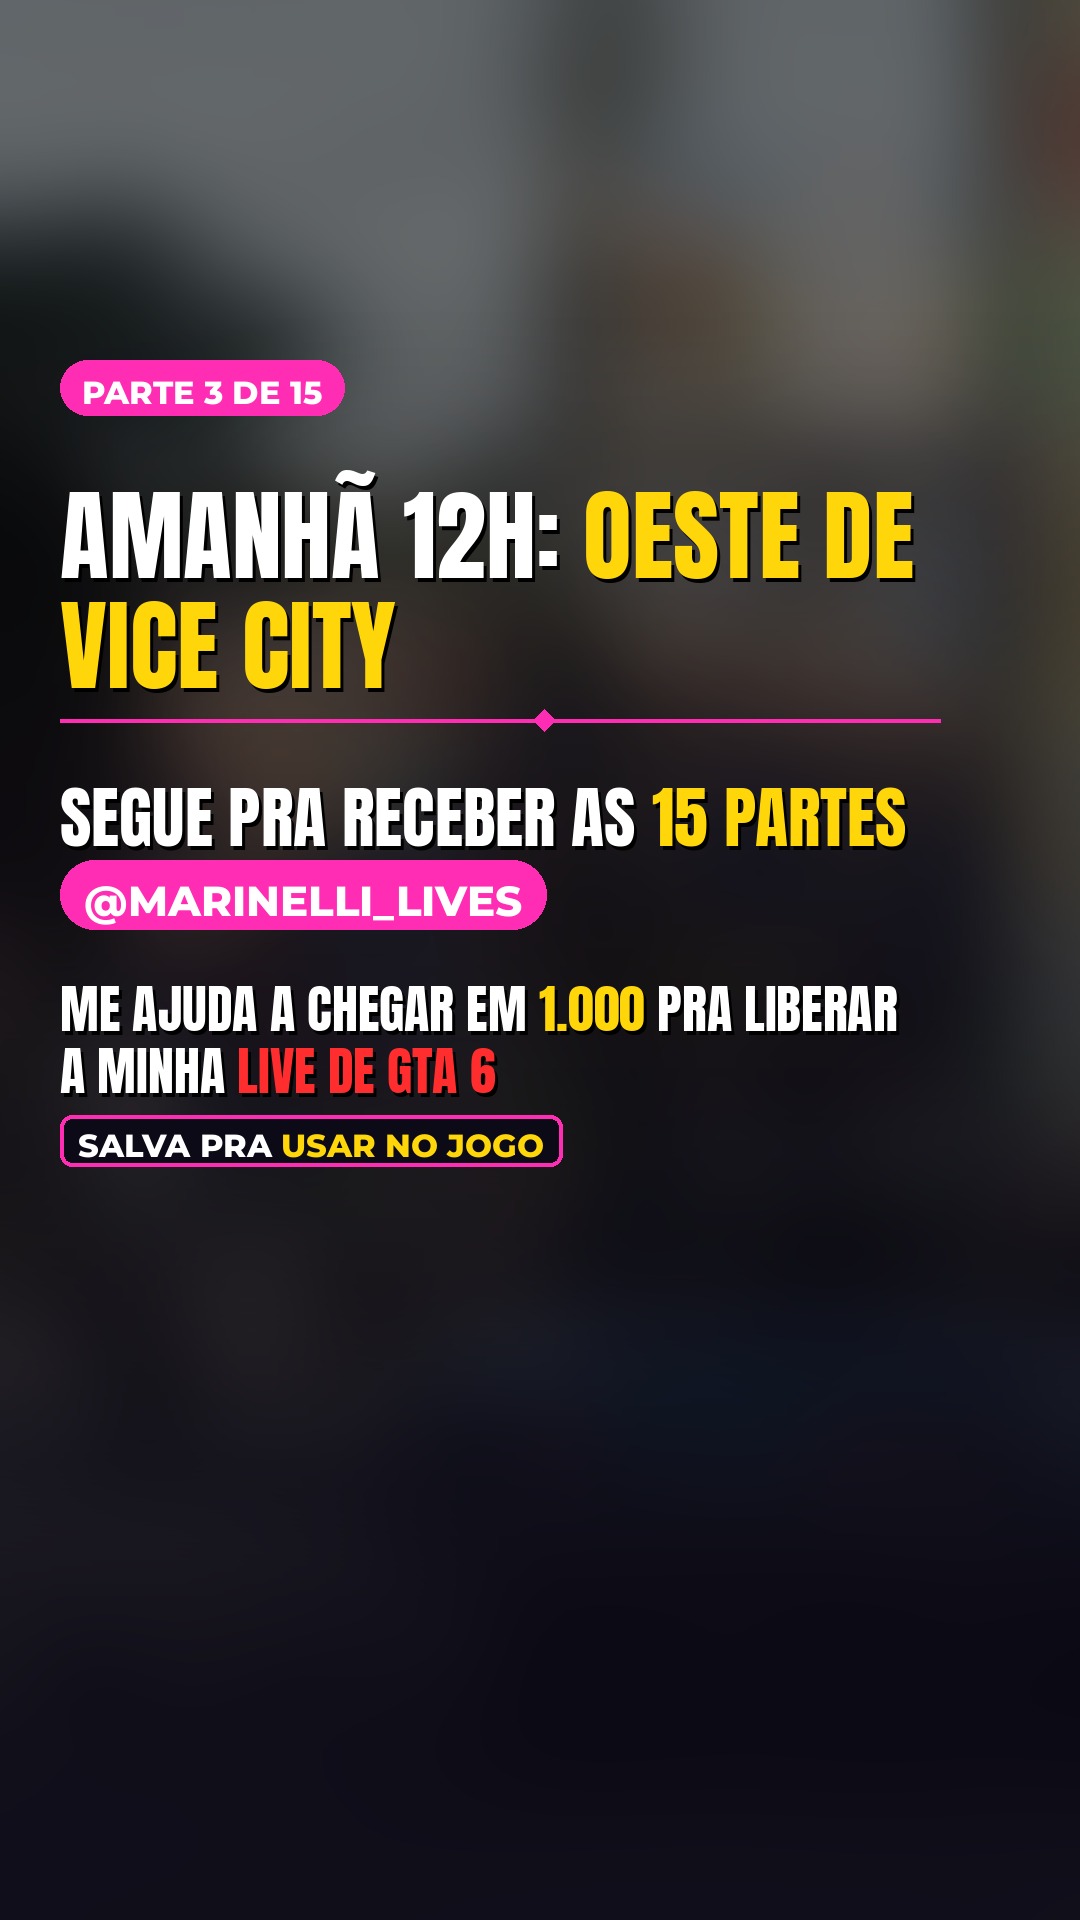 PARTE 3 DE 15
AMANHÃ 12H: OESTE DE
VICE CITY
SEGUE PRA RECEBER AS 15 PARTES
@MARINELLI_LIVES
ME AJUDA A CHEGAR EM 1.000 PRA LIBERAR
A MINHA LIVE DE GTA 6
SALVA PRA USAR NO JOGO